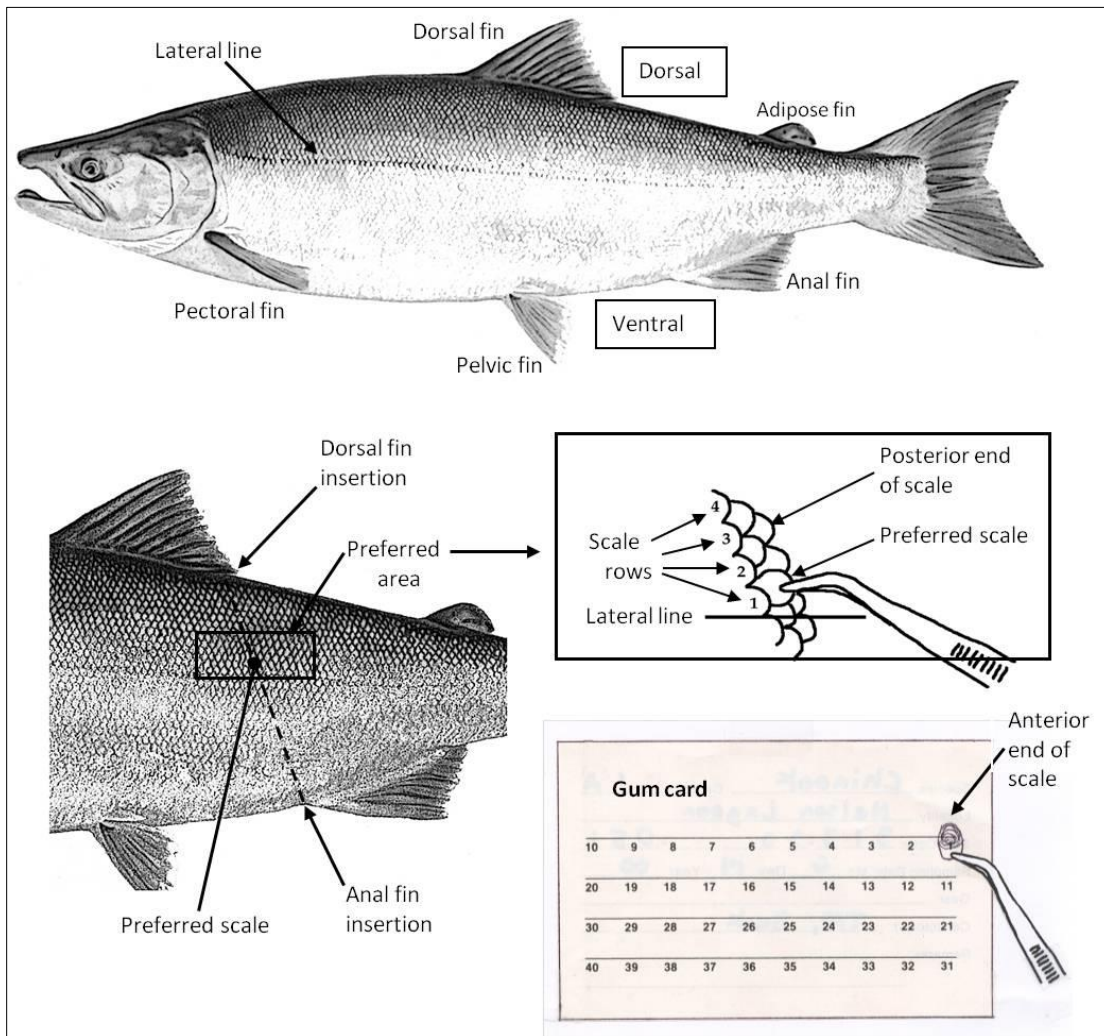 Dorsal fin
Lateral line
Dorsal
Adipose fin
Pectoral fin
Anal fin
Ventral
Pelvic fin
Dorsal fin
insertion
Preferred
area
Posterior end
of scale
Preferred scale
Scale
rows
4
3
2
1
Lateral line
Anterior
end of
scale
Gum card
10 9 8 7 6 5 4 3 2
20 19 18 17 16 15 14 13 12 11
30 29 28 27 26 25 24 23 22 21
40 39 38 37 36 35 34 33 32 31
Anal fin
insertion
Preferred scale